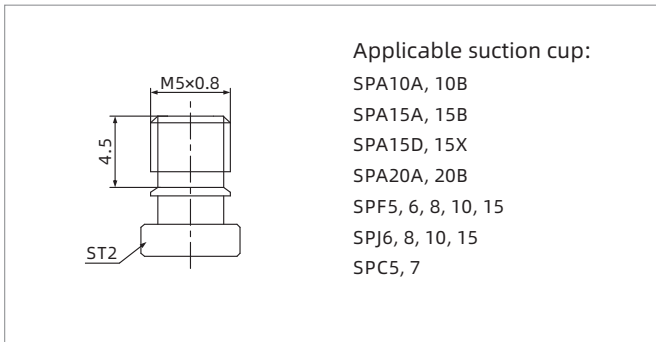 M5×0.8
4.5
ST2
Applicable suction cup:
SPA10A, 10B
SPA15A, 15B
SPA15D, 15X
SPA20A, 20B
SPF5, 6, 8, 10, 15
SPJ6, 8, 10, 15
SPC5, 7